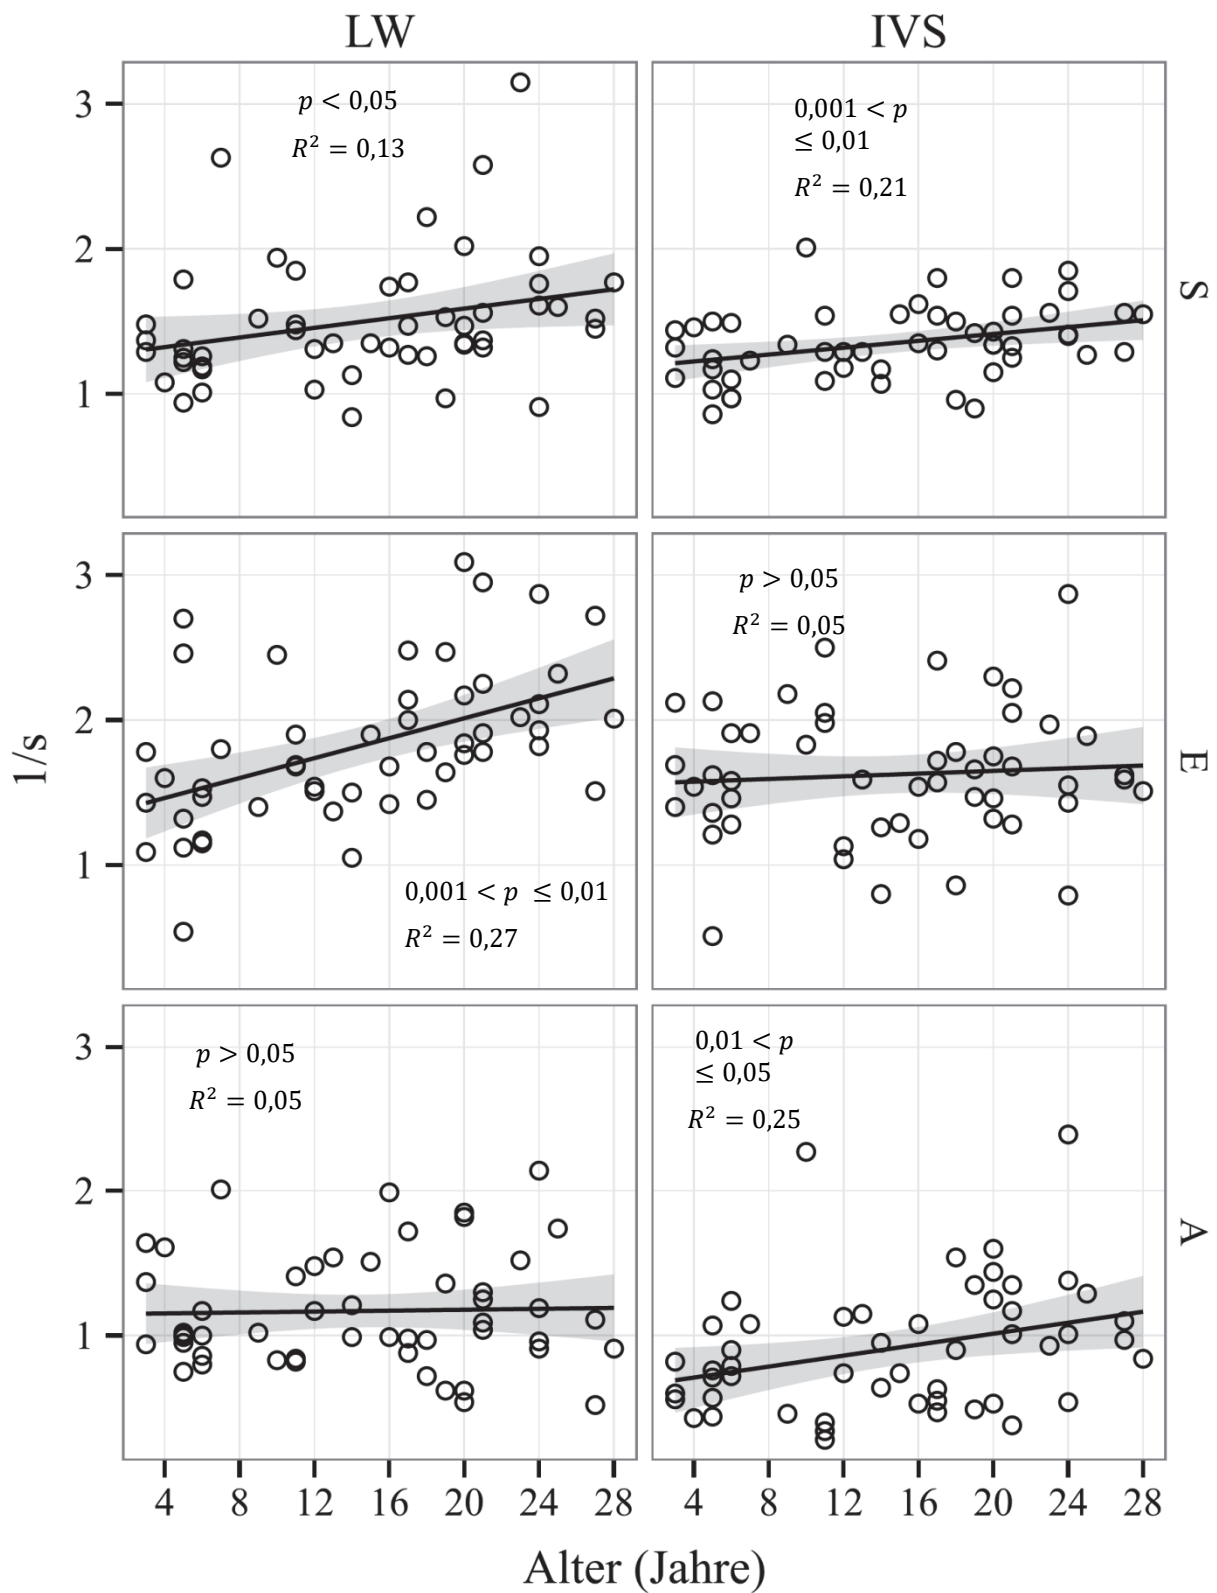 LW
IVS
3
2
1
p < 0,05
R² = 0,13
0,001 < p
≤ 0,01
R² = 0,21
S
1/s
3
2
1
0,001 < p ≤ 0,01
R² = 0,27
p > 0,05
R² = 0,05
E
3
2
1
p > 0,05
R² = 0,05
0,01 < p
≤ 0,05
R² = 0,25
A
4 8 12 16 20 24 28
4 8 12 16 20 24 28
Alter (Jahre)